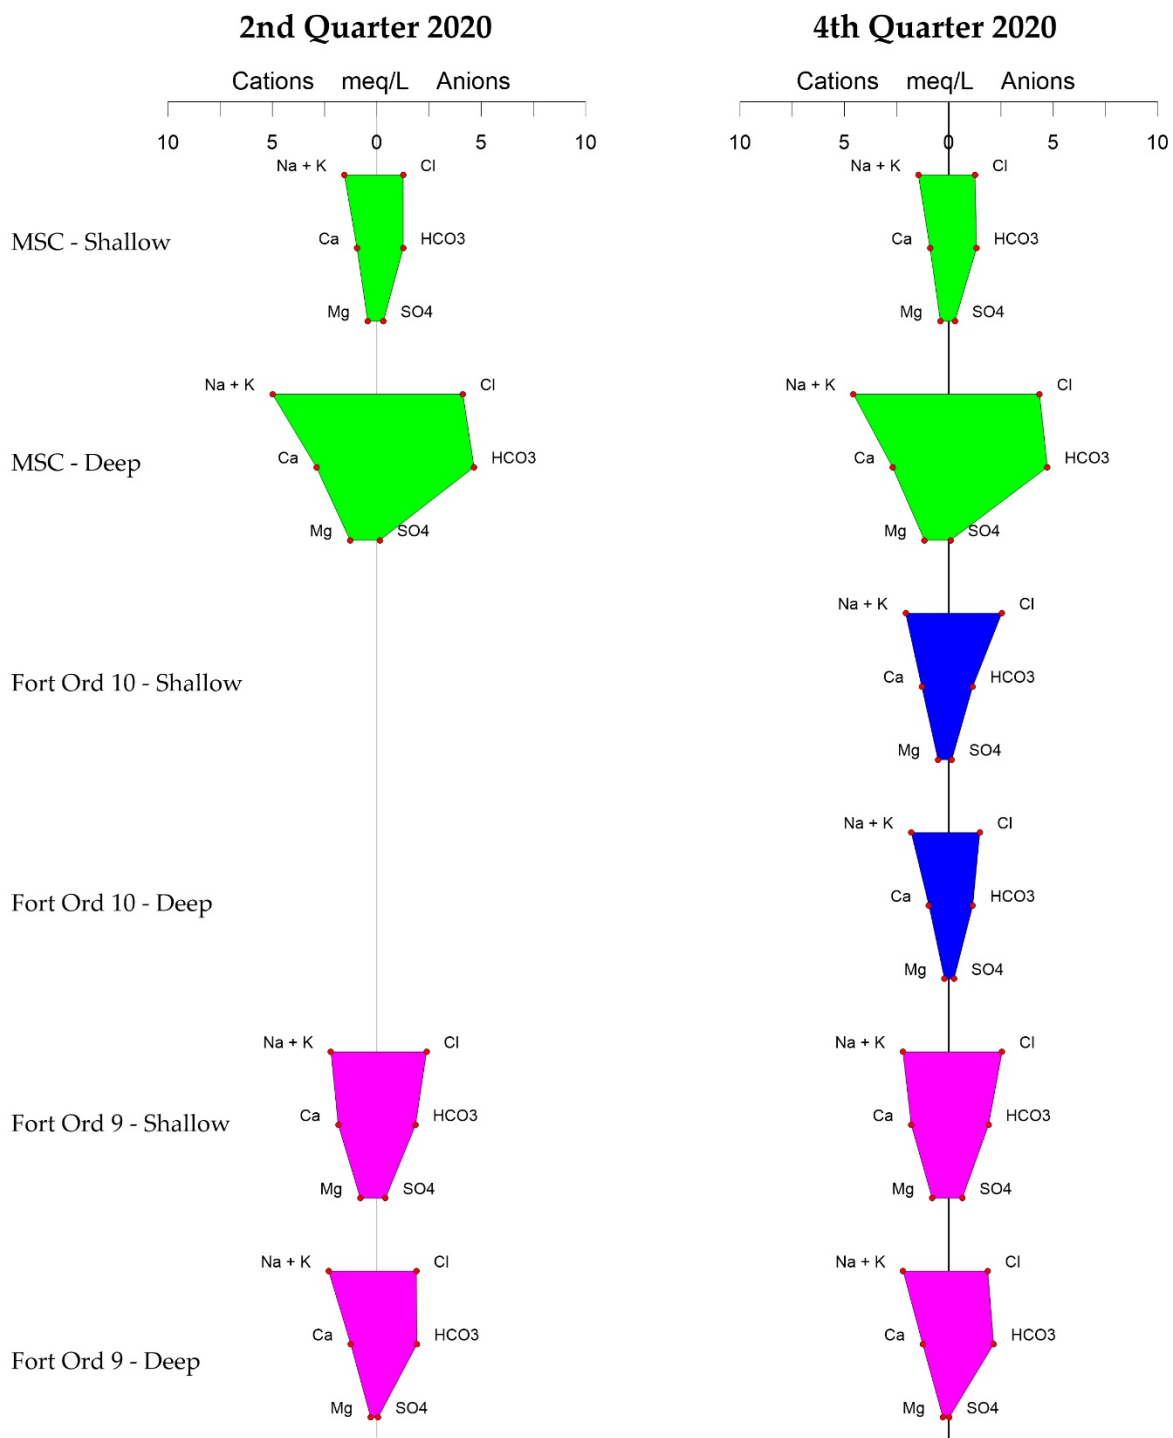 2nd Quarter 2020 4th Quarter 2020
Cations meq/L Anions Cations meq/L Anions
10 5 0 5 10 10 5 0 5 10
Na + K Cl Na + K Cl
MSC - Shallow Ca HCO3 Ca HCO3
Mg SO4 Mg SO4
Na + K Cl Na + K Cl
MSC - Deep Ca HCO3 Ca HCO3
Mg SO4 Mg SO4
Na + K Cl
Fort Ord 10 - Shallow Ca HCO3
Mg SO4
Na + K Cl
Fort Ord 10 - Deep Ca HCO3
Mg SO4
Na + K Cl Na + K Cl
Fort Ord 9 - Shallow Ca HCO3 Ca HCO3
Mg SO4 Mg SO4
Na + K Cl Na + K Cl
Fort Ord 9 - Deep Ca HCO3 Ca HCO3
Mg SO4 Mg SO4